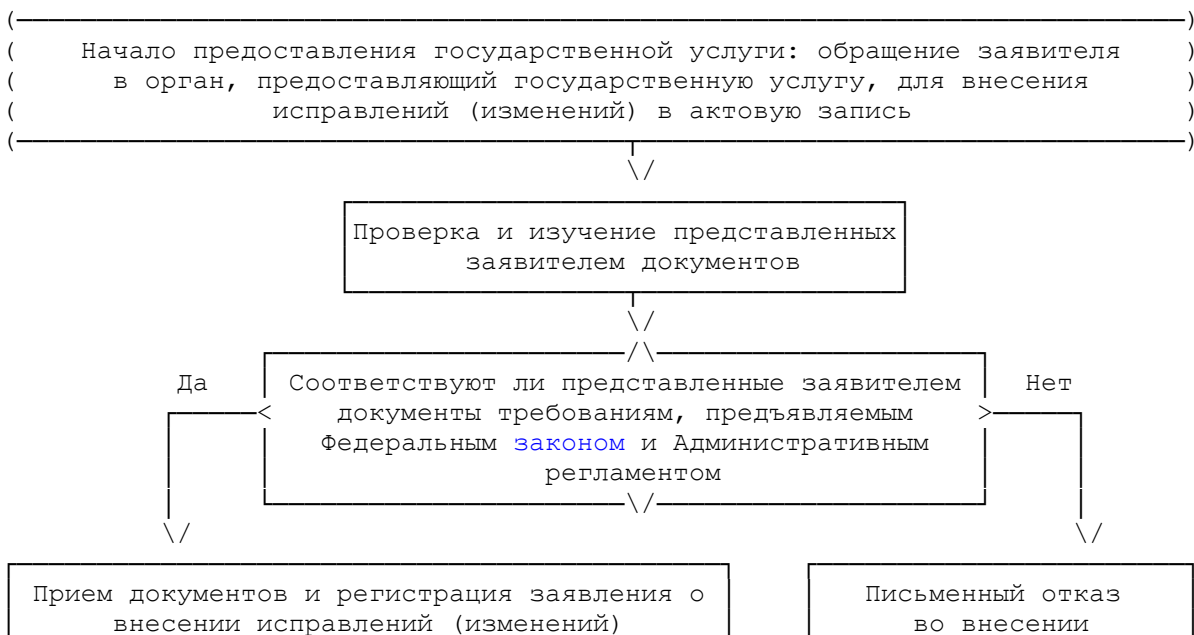 Начало предоставления государственной услуги: обращение заявителя
в орган, предоставляющий государственную услугу, для внесения
исправлений (изменений) в актовую запись
Проверка и изучение представленных
заявителем документов
Да
Соответствуют ли представленные заявителем
Нет
документы требованиям, предъявляемым
Федеральным законом и Административным
регламентом
Прием документов и регистрация заявления о
внесении исправлений (изменений)
Письменный отказ
во внесении